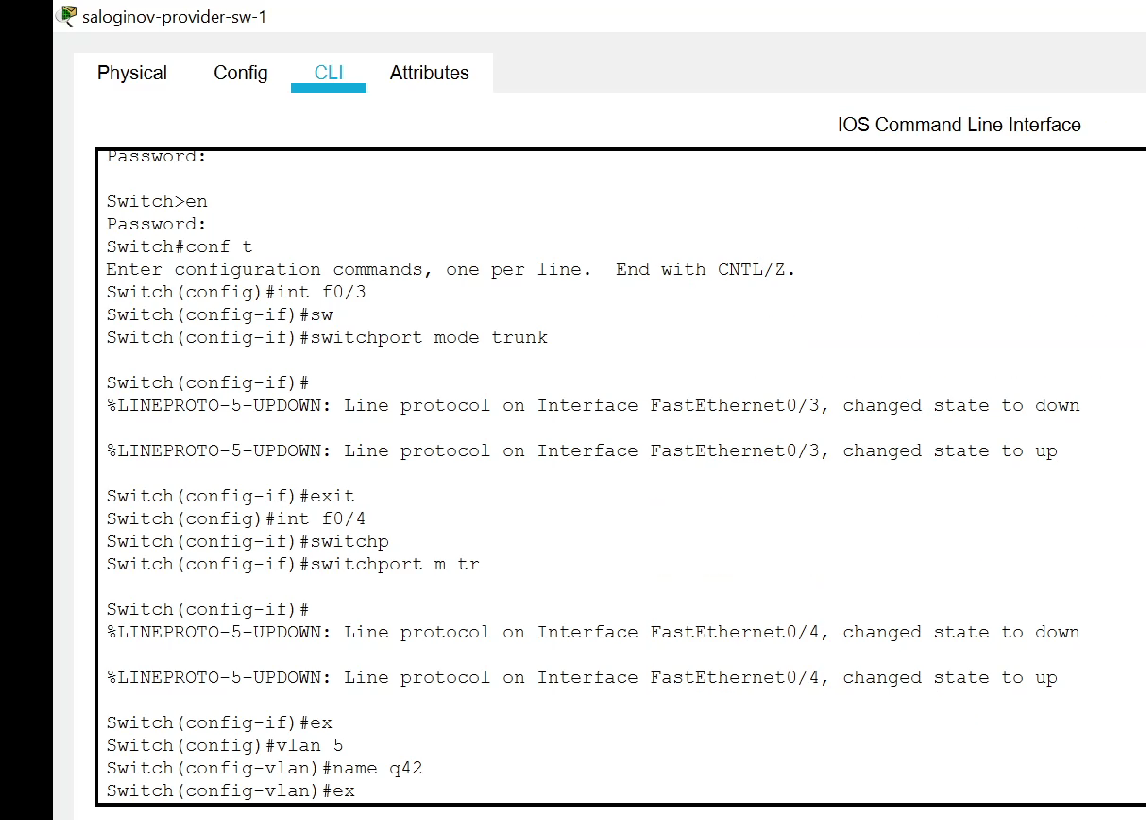 saloginov-provider-sw-1
Physical Config CLI Attributes
IOS Command Line Interface
Password:
Switch>en
Password:
Switch#conf t
Enter configuration commands, one per line.  End with CNTL/Z.
Switch(config)#int f0/3
Switch(config-if)#sw
Switch(config-if)#switchport mode trunk
Switch(config-if)#
%LINEPROTO-5-UPDOWN: Line protocol on Interface FastEthernet0/3, changed state to down
%LINEPROTO-5-UPDOWN: Line protocol on Interface FastEthernet0/3, changed state to up
Switch(config-if)#exit
Switch(config)#int f0/4
Switch(config-if)#switchp
Switch(config-if)#switchport m tr
Switch(config-if)#
%LINEPROTO-5-UPDOWN: Line protocol on Interface FastEthernet0/4, changed state to down
%LINEPROTO-5-UPDOWN: Line protocol on Interface FastEthernet0/4, changed state to up
Switch(config-if)#ex
Switch(config)#vlan 5
Switch(config-vlan)#name q42
Switch(config-vlan)#ex